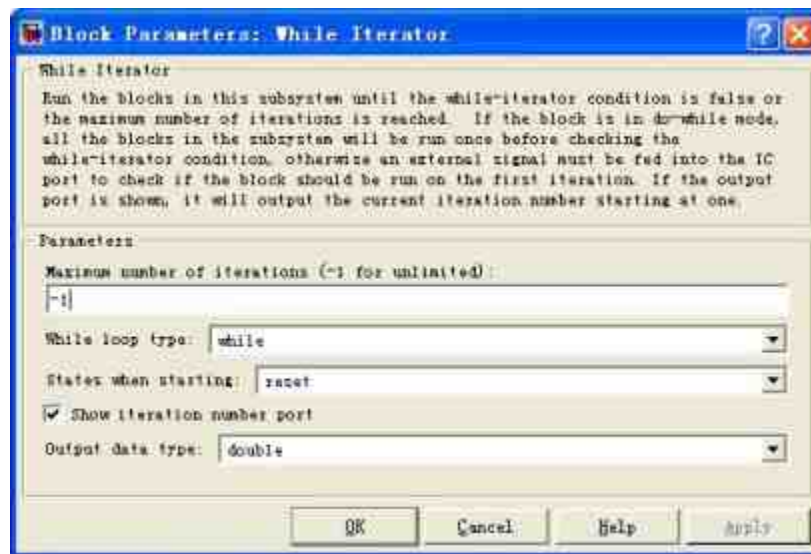 Block Parameters: While Iterator
While Iterator
Run the blocks in this subsystem until the while-iterator condition is false or
the maximum number of iterations is reached. If the block is in do-while mode,
all the blocks in the subsystem will be run once before checking the
while-iterator condition, otherwise an external signal must be fed into the IC
port to check if the block should be run on the first iteration. If the output
port is shown, it will output the current iteration number starting at one.
Parameters
Maximum number of iterations (-1 for unlimited):
-1
While loop type: while
States when starting: reset
Show iteration number port
Output data type: double
OK Cancel Help Apply